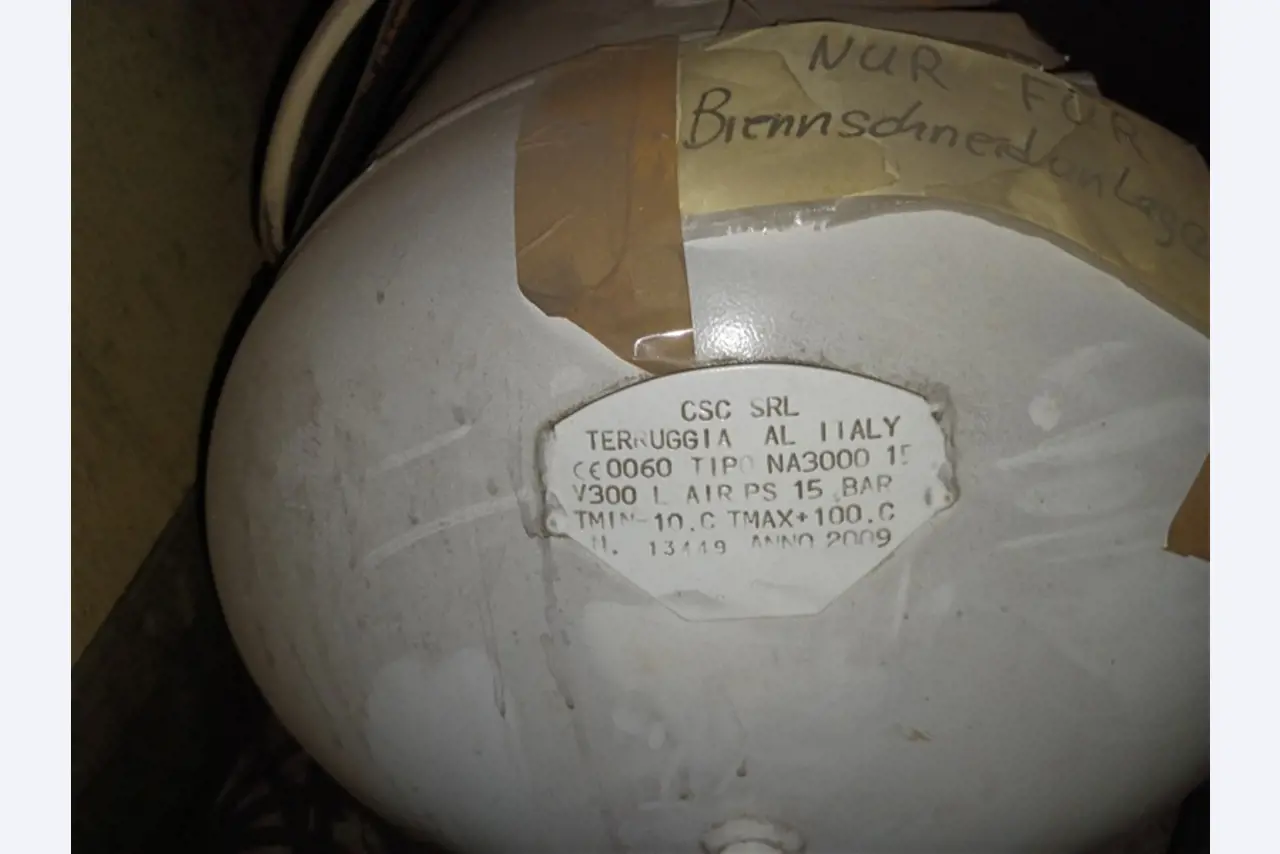 NUR FÜR
Brennschneidanlage
CSC SRL
TERRUGGIA AL ITALY
CE0060 TIPO NA3000 15
V300 L AIR PS 15 BAR
TMIN-10.C TMAX+100.C
N. 13449 ANNO 2009